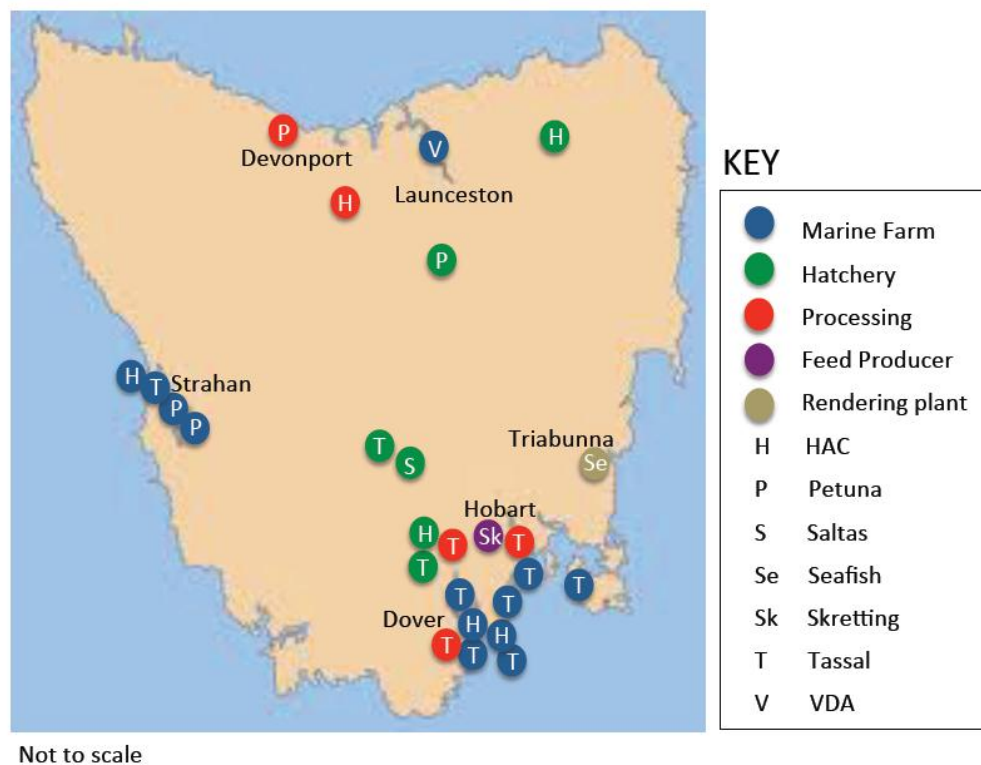 P
Devonport
V
Launceston
H
H
P
H
T
Strahan
P
P
T
S
Triabunna
Se
Hobart
H
T
Sk
T
T
T
T
T
T
Dover
H
H
T
T
T
Not to scale
KEY
Marine Farm
Hatchery
Processing
Feed Producer
Rendering plant
H HAC
P Petuna
S Saltas
Se Seafish
Sk Skretting
T Tassal
V VDA